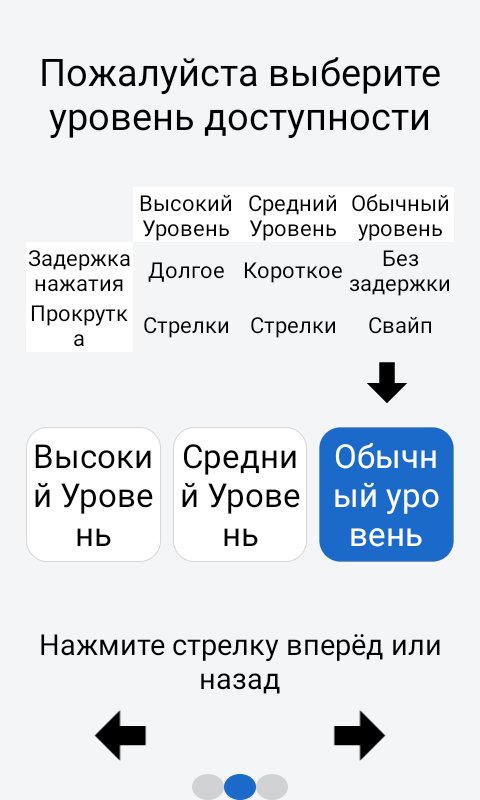 Пожалуйста выберите
уровень доступности
Высокий Средний Обычный
Уровень Уровень уровень
Задержка
нажатия
Долгое
Короткое
Без
задержки
Прокрутк
а
Стрелки
Стрелки
Свайп
Высоки
й Урове
нь
Средни
й Урове
нь
Обычн
ый уро
вень
Нажмите стрелку вперёд или
назад